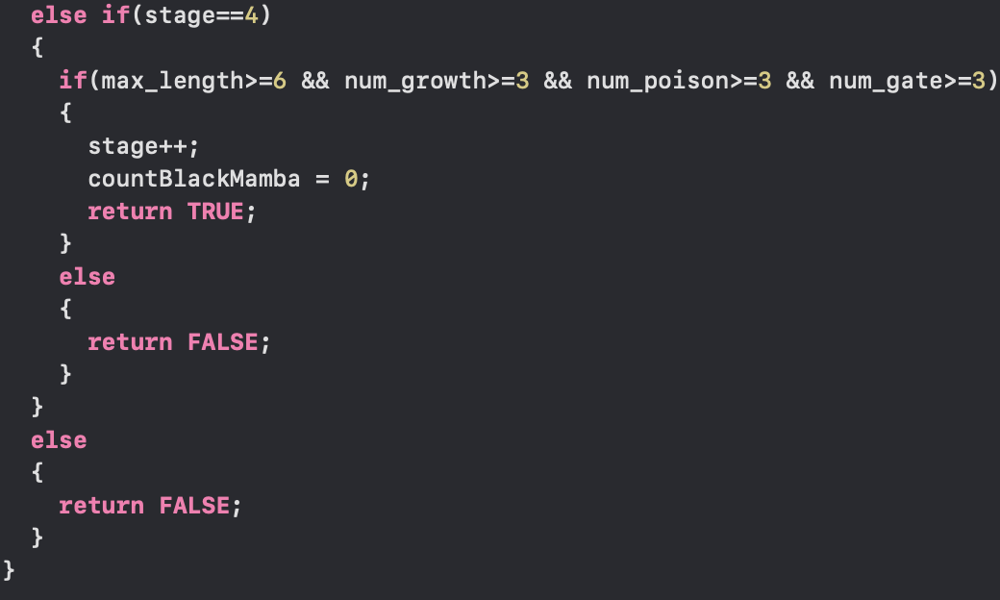 else if(stage==4)
{
if(max_length>=6 && num_growth>=3 && num_poison>=3 && num_gate>=3)
{
stage++;
countBlackMamba = 0;
return TRUE;
}
else
{
return FALSE;
}
}
else
{
return FALSE;
}
}